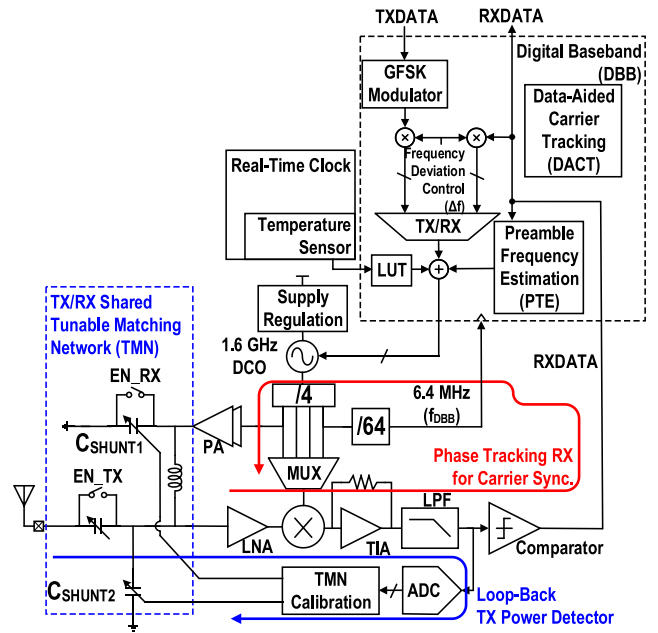 TXDATA
RXDATA
Digital Baseband
(DBB)
GFSK
Modulator
Data-Aided
Carrier
Tracking
(DACT)
Frequency
Deviation
Control
(Δf)
Real-Time Clock
Temperature
Sensor
TX/RX
LUT
Preamble
Frequency
Estimation
(PTE)
TX/RX Shared
Tunable Matching
Network (TMN)
Supply
Regulation
1.6 GHz
DCO
RXDATA
EN_RX
/4
6.4 MHz
(fDBB)
/64
CSHUNT1
PA
Phase Tracking RX
for Carrier Sync.
MUX
EN_TX
LPF
LNA
TIA
Comparator
CSHUNT2
TMN
Calibration
ADC
Loop-Back
TX Power Detector